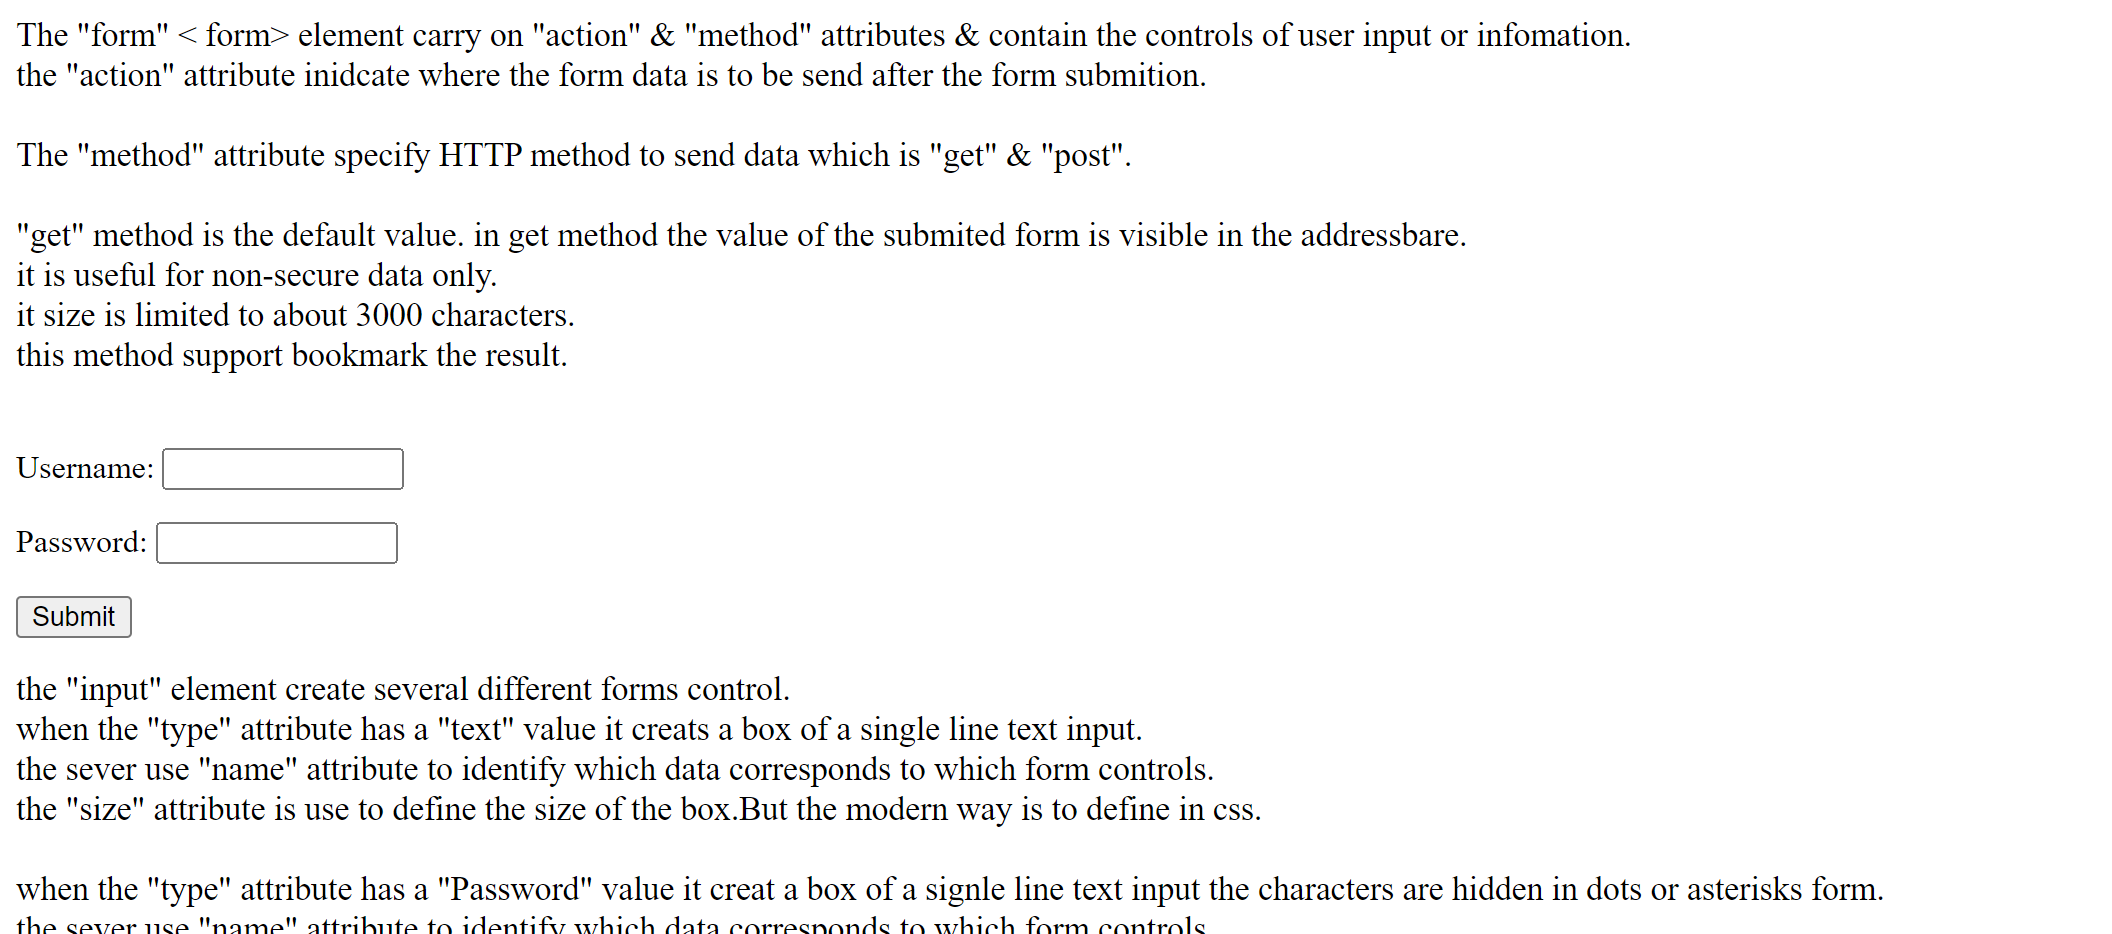 The "form" < form> element carry on "action" & "method" attributes & contain the controls of user input or infomation.
the "action" attribute inidcate where the form data is to be send after the form submition.
The "method" attribute specify HTTP method to send data which is "get" & "post".
"get" method is the default value. in get method the value of the submited form is visible in the addressbare.
it is useful for non-secure data only.
it size is limited to about 3000 characters.
this method support bookmark the result.
Username:
Password:
Submit
the "input" element create several different forms control.
when the "type" attribute has a "text" value it creats a box of a single line text input.
the sever use "name" attribute to identify which data corresponds to which form controls.
the "size" attribute is use to define the size of the box.But the modern way is to define in css.
when the "type" attribute has a "Password" value it creat a box of a signle line text input the characters are hidden in dots or asterisks form.
the sever use "name" attribute to identify which data corresponds to which form controls